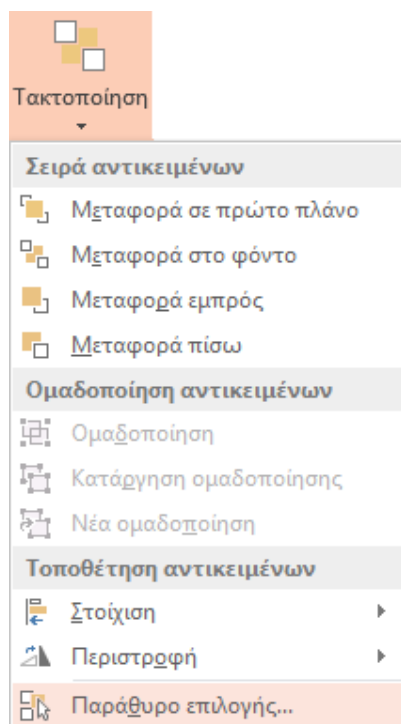 Τακτοποίηση
Σειρά αντικειμένων
Μεταφορά σε πρώτο πλάνο
Μεταφορά στο φόντο
Μεταφορά εμπρός
Μεταφορά πίσω
Ομαδοποίηση αντικειμένων
Ομαδοποίηση
Κατάργηση ομαδοποίησης
Νέα ομαδοποίηση
Τοποθέτηση αντικειμένων
Στοίχιση
Περιστροφή
Παράθυρο επιλογής...